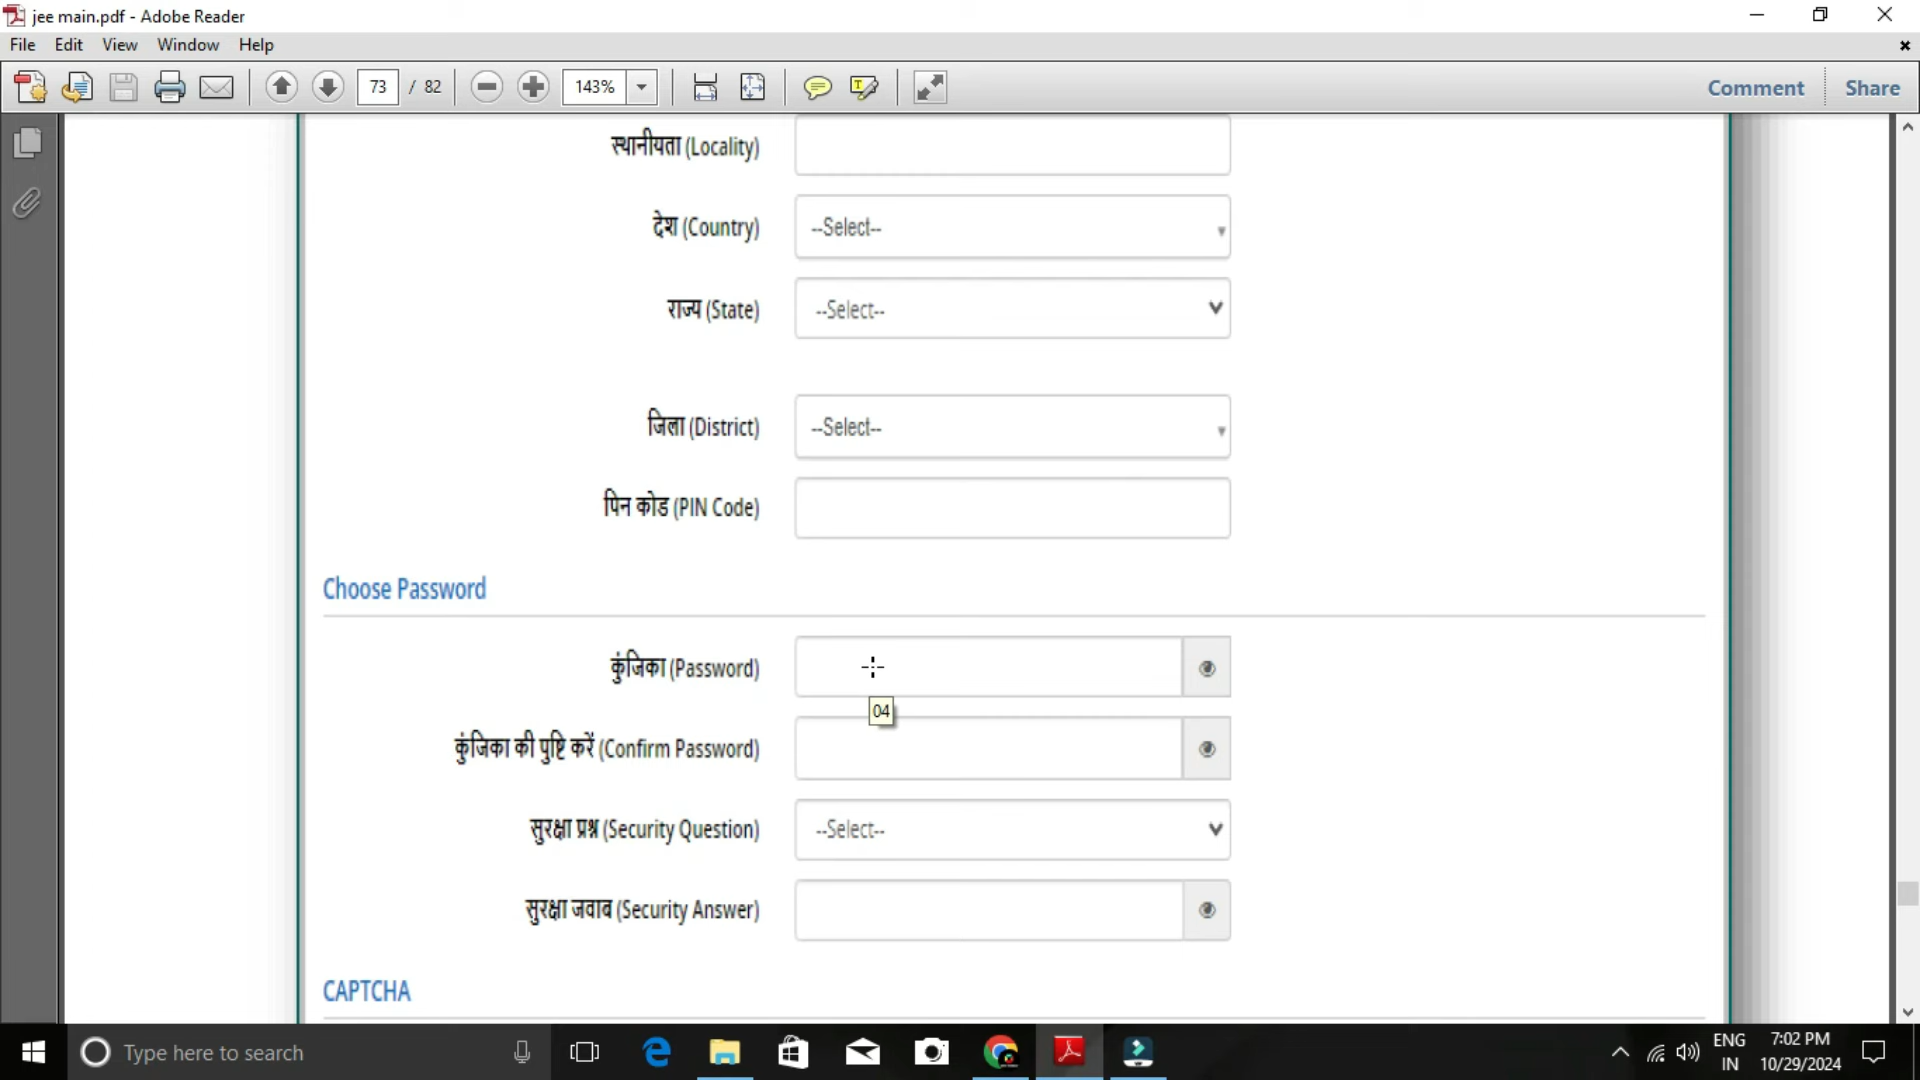 jee main.pdf - Adobe Reader
File Edit View Window Help
73 / 82 143% Comment Share
स्थानीयता (Locality)
देश (Country) --Select--
राज्य (State) --Select--
जिला (District) --Select--
पिन कोड (PIN Code)
Choose Password
कुंजिका (Password)
04
कुंजिका की पुष्टि करें (Confirm Password)
सुरक्षा प्रश्न (Security Question) --Select--
सुरक्षा जवाब (Security Answer)
CAPTCHA
Type here to search
ENG 7:02 PM
IN 10/29/2024